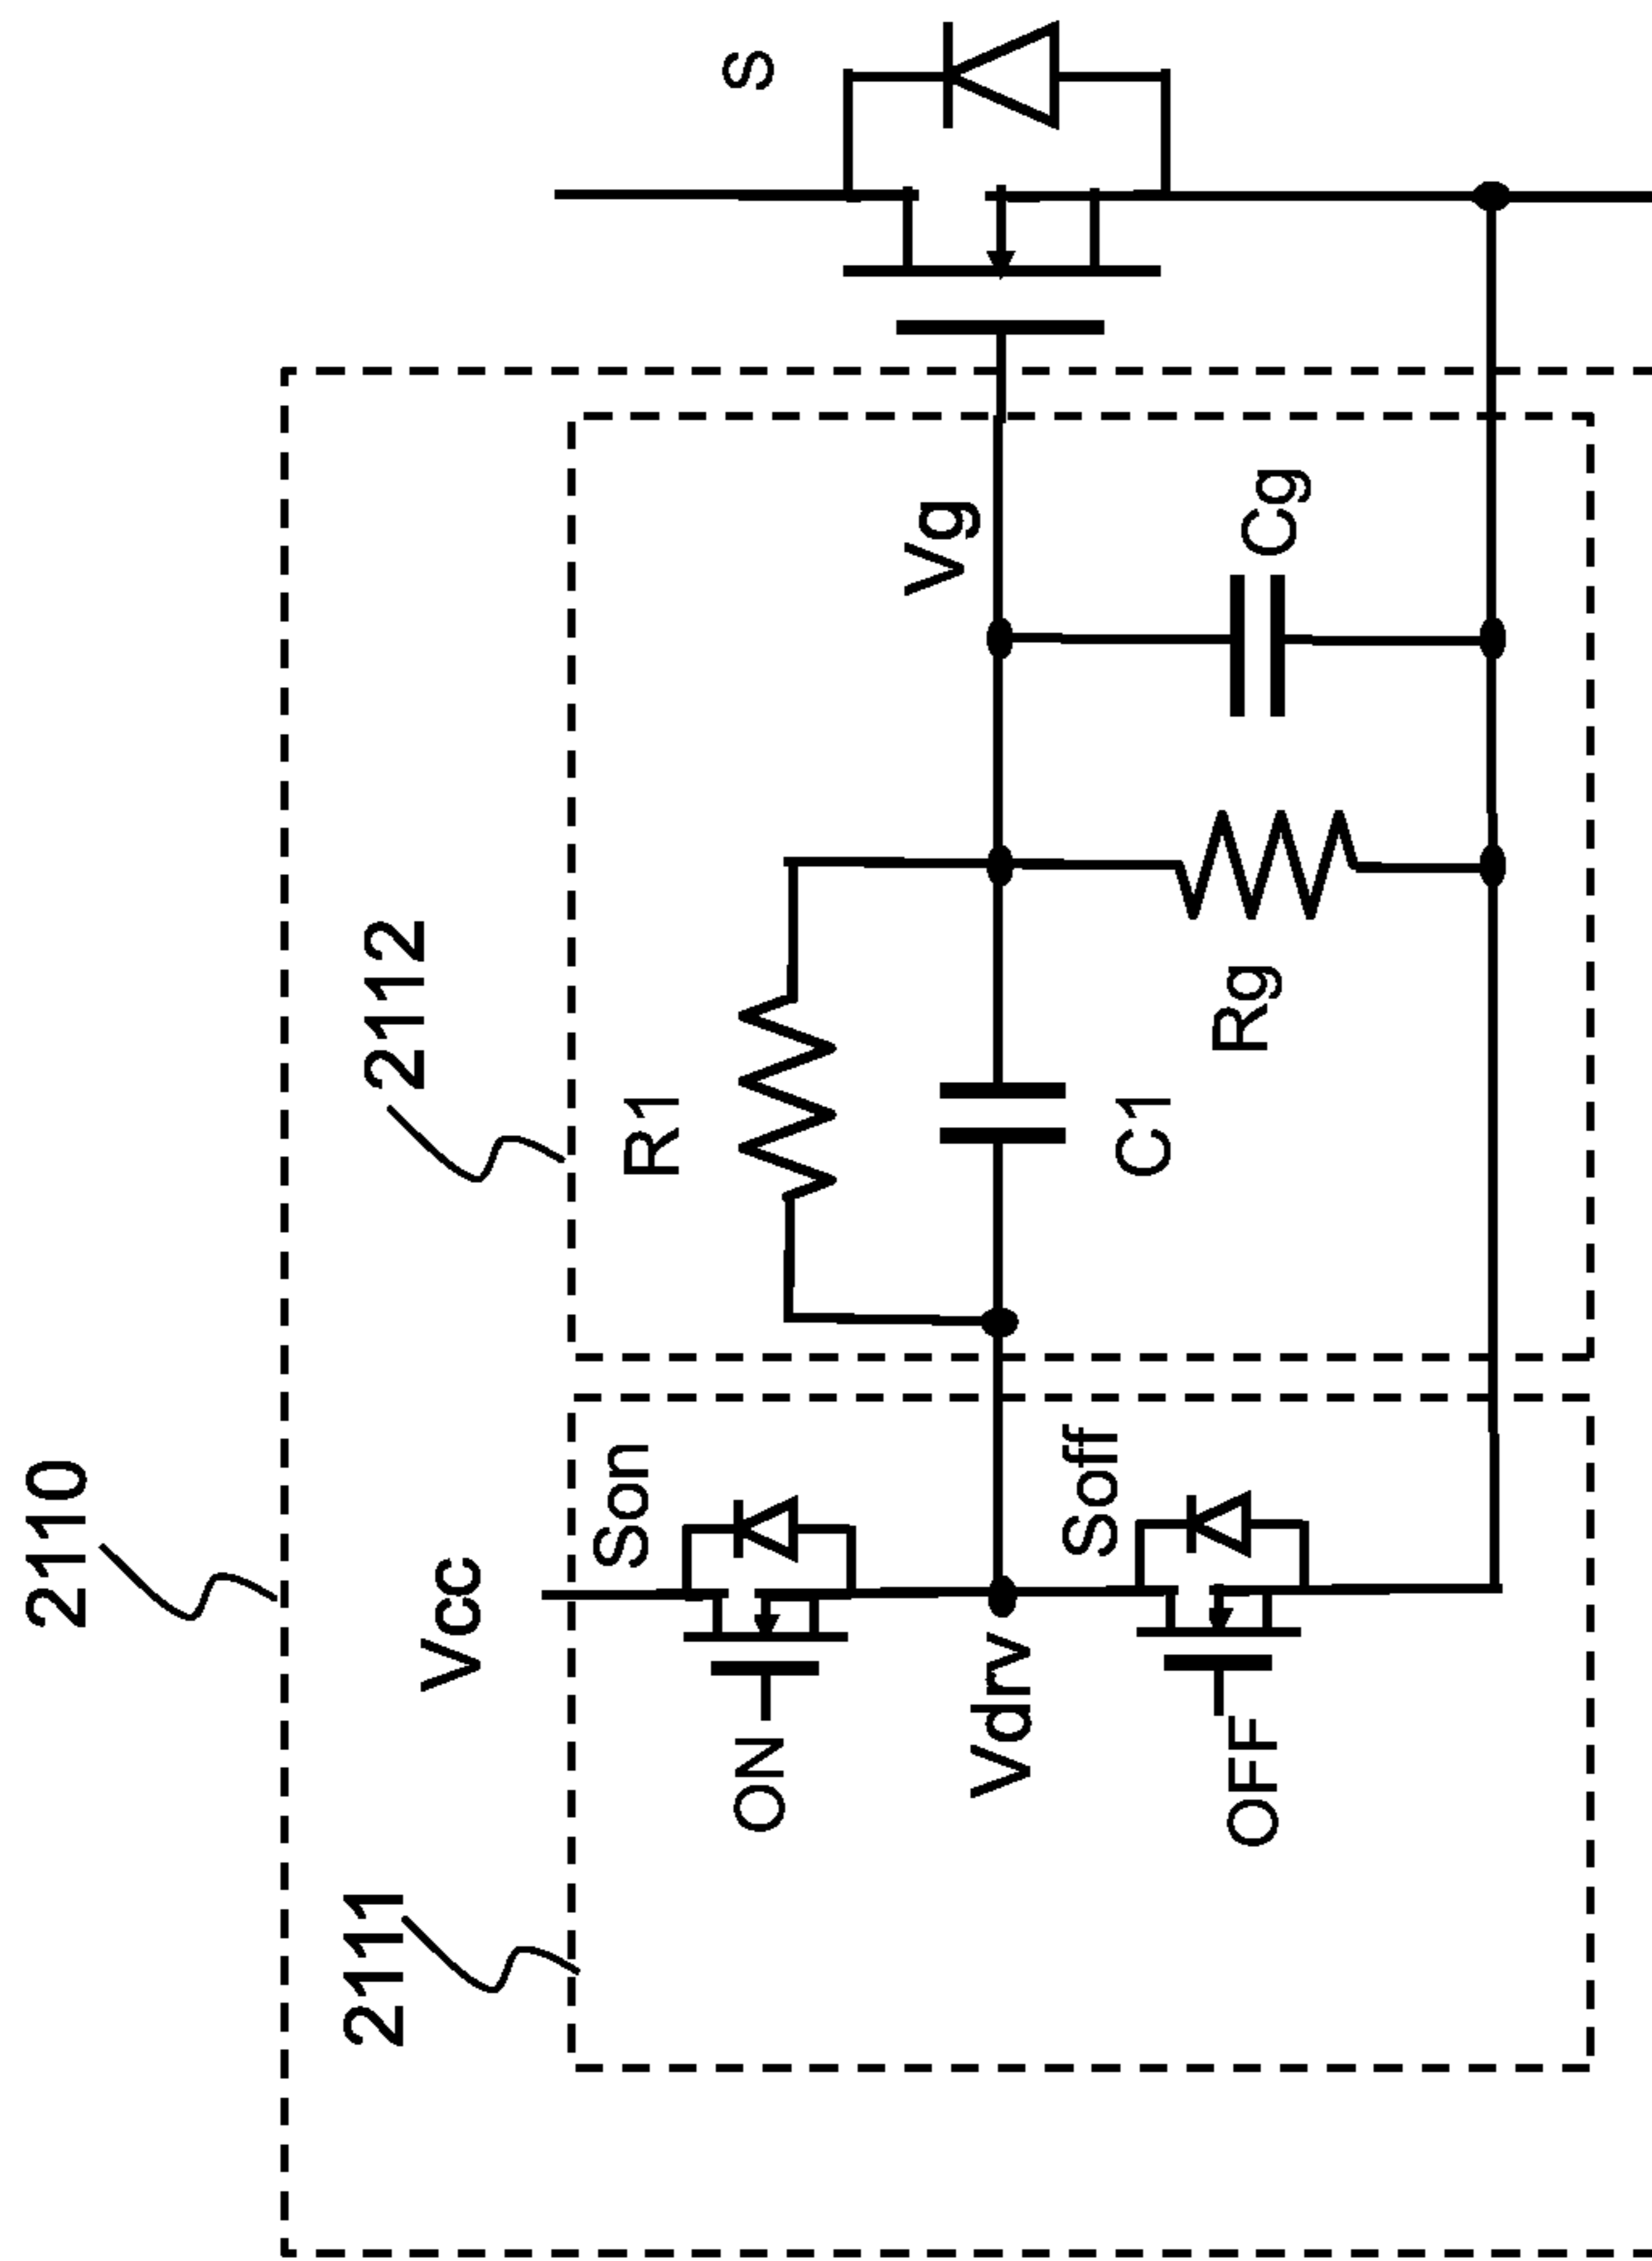 2110
2111
2112
Vcc
Son
ON
Vdrv
Soff
OFF
R1
C1
Rg
Vg
Cg
S